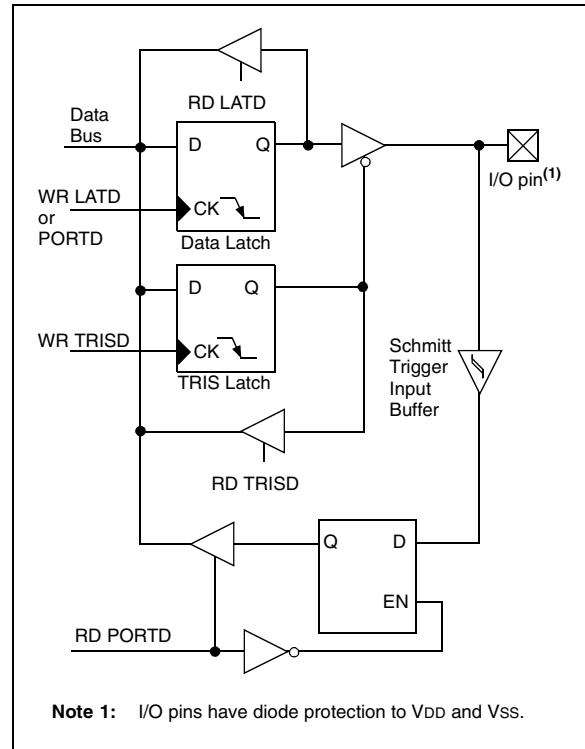 RD LATD
Data
Bus
D Q
WR LATD
or
PORTD
CK
Data Latch
I/O pin(1)
D Q
WR TRISD
CK
TRIS Latch
Schmitt
Trigger
Input
Buffer
RD TRISD
Q D
EN
RD PORTD
Note 1: I/O pins have diode protection to VDD and VSS.